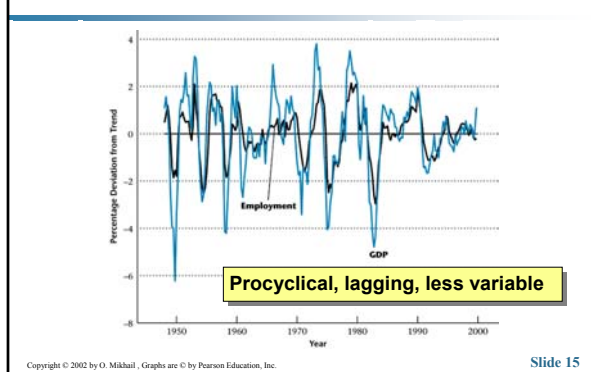 4
2
0
-2
-4
-6
-8
Percentage Deviation from Trend
Employment
GDP
Procyclical, lagging, less variable
1950 1960 1970 1980 1990 2000
Year
Copyright © 2002 by O. Mikhail , Graphs are © by Pearson Education, Inc.
Slide 15